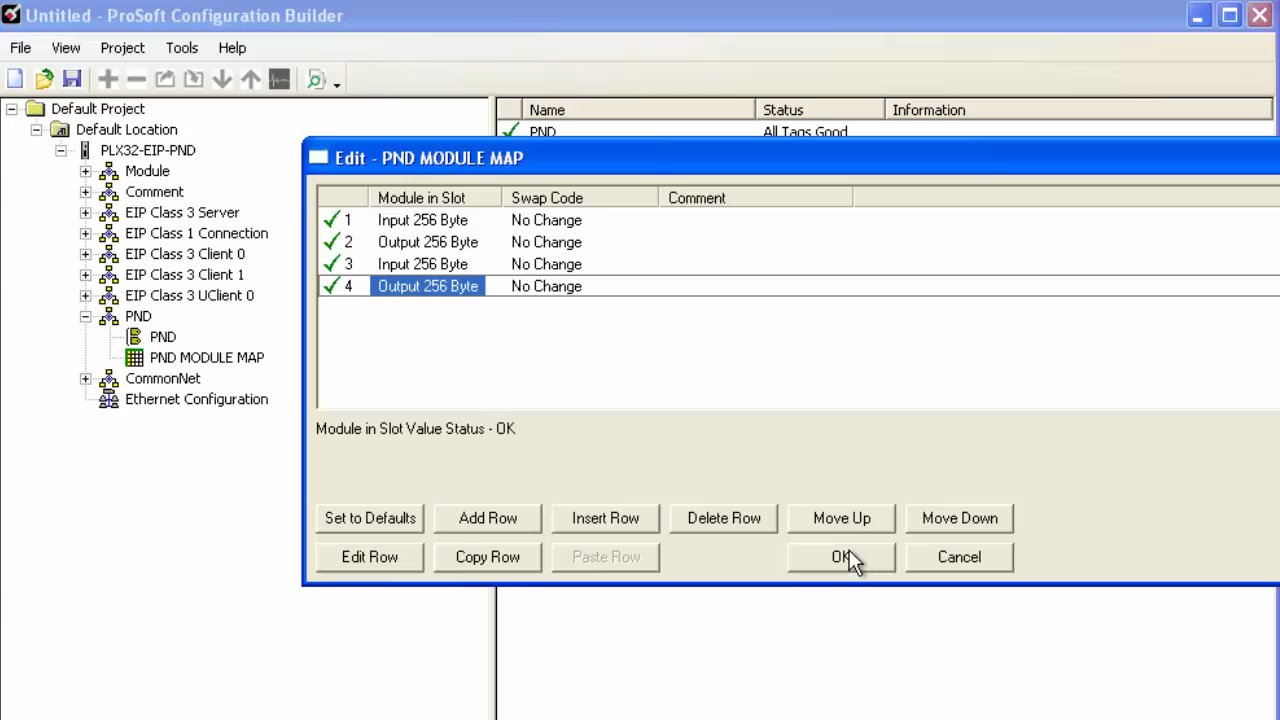 Untitled - ProSoft Configuration Builder
File View Project Tools Help
Default Project
Default Location
PLX32-EIP-PND
Module
Comment
EIP Class 3 Server
EIP Class 1 Connection
EIP Class 3 Client 0
EIP Class 3 Client 1
EIP Class 3 UClient 0
PND
PND
PND MODULE MAP
CommonNet
Ethernet Configuration
Name Status Information
PND All Tags Good
Edit - PND MODULE MAP
Module in Slot Swap Code Comment
1 Input 256 Byte No Change
2 Output 256 Byte No Change
3 Input 256 Byte No Change
4 Output 256 Byte No Change
Module in Slot Value Status - OK
Set to Defaults Add Row Insert Row Delete Row Move Up Move Down
Edit Row Copy Row Paste Row OK Cancel